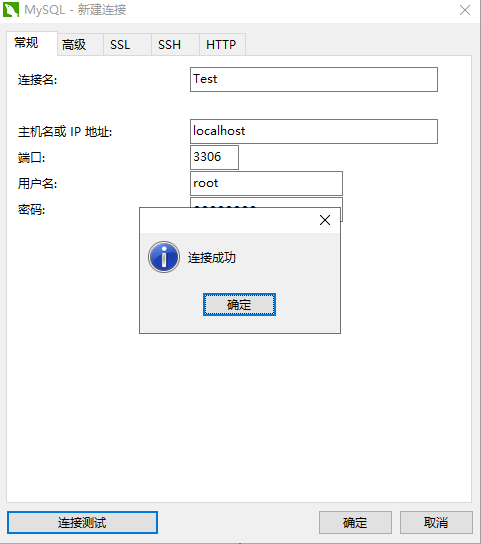 MySQL - 新建连接
常规 高级 SSL SSH HTTP
连接名: Test
主机名或 IP 地址: localhost
端口: 3306
用户名: root
密码:
连接成功
确定
连接测试 确定 取消